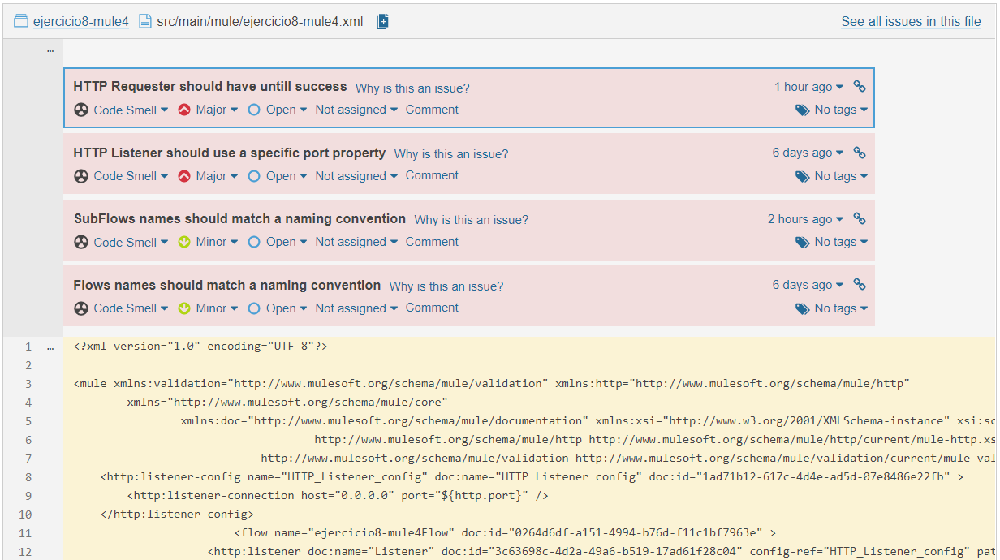 ejercicio8-mule4 src/main/mule/ejercicio8-mule4.xml See all issues in this file
...
HTTP Requester should have untill success Why is this an issue? 1 hour ago
Code Smell Major Open Not assigned Comment No tags
HTTP Listener should use a specific port property Why is this an issue? 6 days ago
Code Smell Major Open Not assigned Comment No tags
SubFlows names should match a naming convention Why is this an issue? 2 hours ago
Code Smell Minor Open Not assigned Comment No tags
Flows names should match a naming convention Why is this an issue? 6 days ago
Code Smell Minor Open Not assigned Comment No tags
1 ... <?xml version="1.0" encoding="UTF-8"?>
2
3 <mule xmlns:validation="http://www.mulesoft.org/schema/mule/validation" xmlns:http="http://www.mulesoft.org/schema/mule/http"
4 xmlns="http://www.mulesoft.org/schema/mule/core"
5 xmlns:doc="http://www.mulesoft.org/schema/mule/documentation" xmlns:xsi="http://www.w3.org/2001/XMLSchema-instance" xsi:sc
6 http://www.mulesoft.org/schema/mule/http http://www.mulesoft.org/schema/mule/http/current/mule-http.xs
7 http://www.mulesoft.org/schema/mule/validation http://www.mulesoft.org/schema/mule/validation/current/mule-val
8 <http:listener-config name="HTTP_Listener_config" doc:name="HTTP Listener config" doc:id="1ad71b12-617c-4d4e-ad5d-07e8486e22fb" >
9 <http:listener-connection host="0.0.0.0" port="${http.port}" />
10 </http:listener-config>
11 <flow name="ejercicio8-mule4Flow" doc:id="0264d6df-a151-4994-b76d-f11c1bf7963e" >
12 <http:listener doc:name="Listener" doc:id="3c63698c-4d2a-49a6-b519-17ad61f28c04" config-ref="HTTP_Listener_config" pat